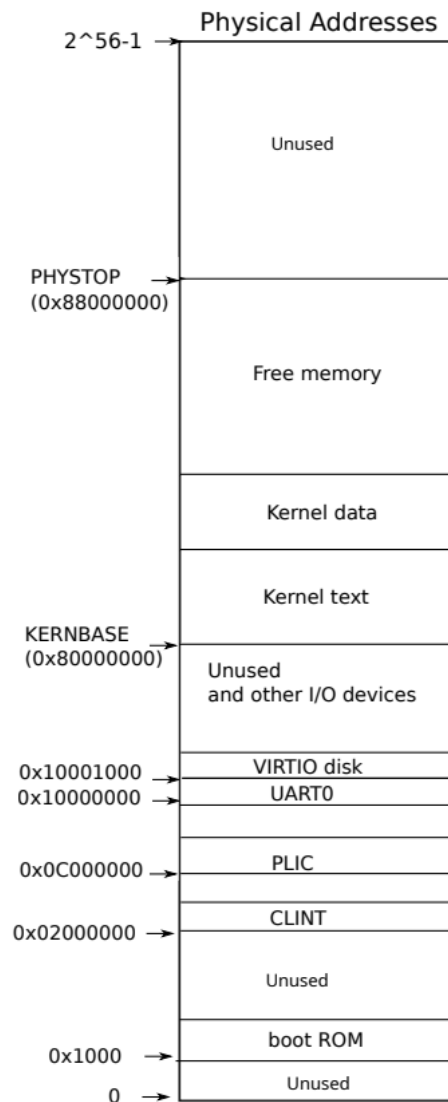 Physical Addresses
2^56-1
Unused
PHYSTOP
(0x88000000)
Free memory
Kernel data
Kernel text
KERNBASE
(0x80000000)
Unused
and other I/O devices
VIRTIO disk
0x10001000
UART0
0x10000000
PLIC
0x0C000000
CLINT
0x02000000
Unused
boot ROM
0x1000
Unused
0